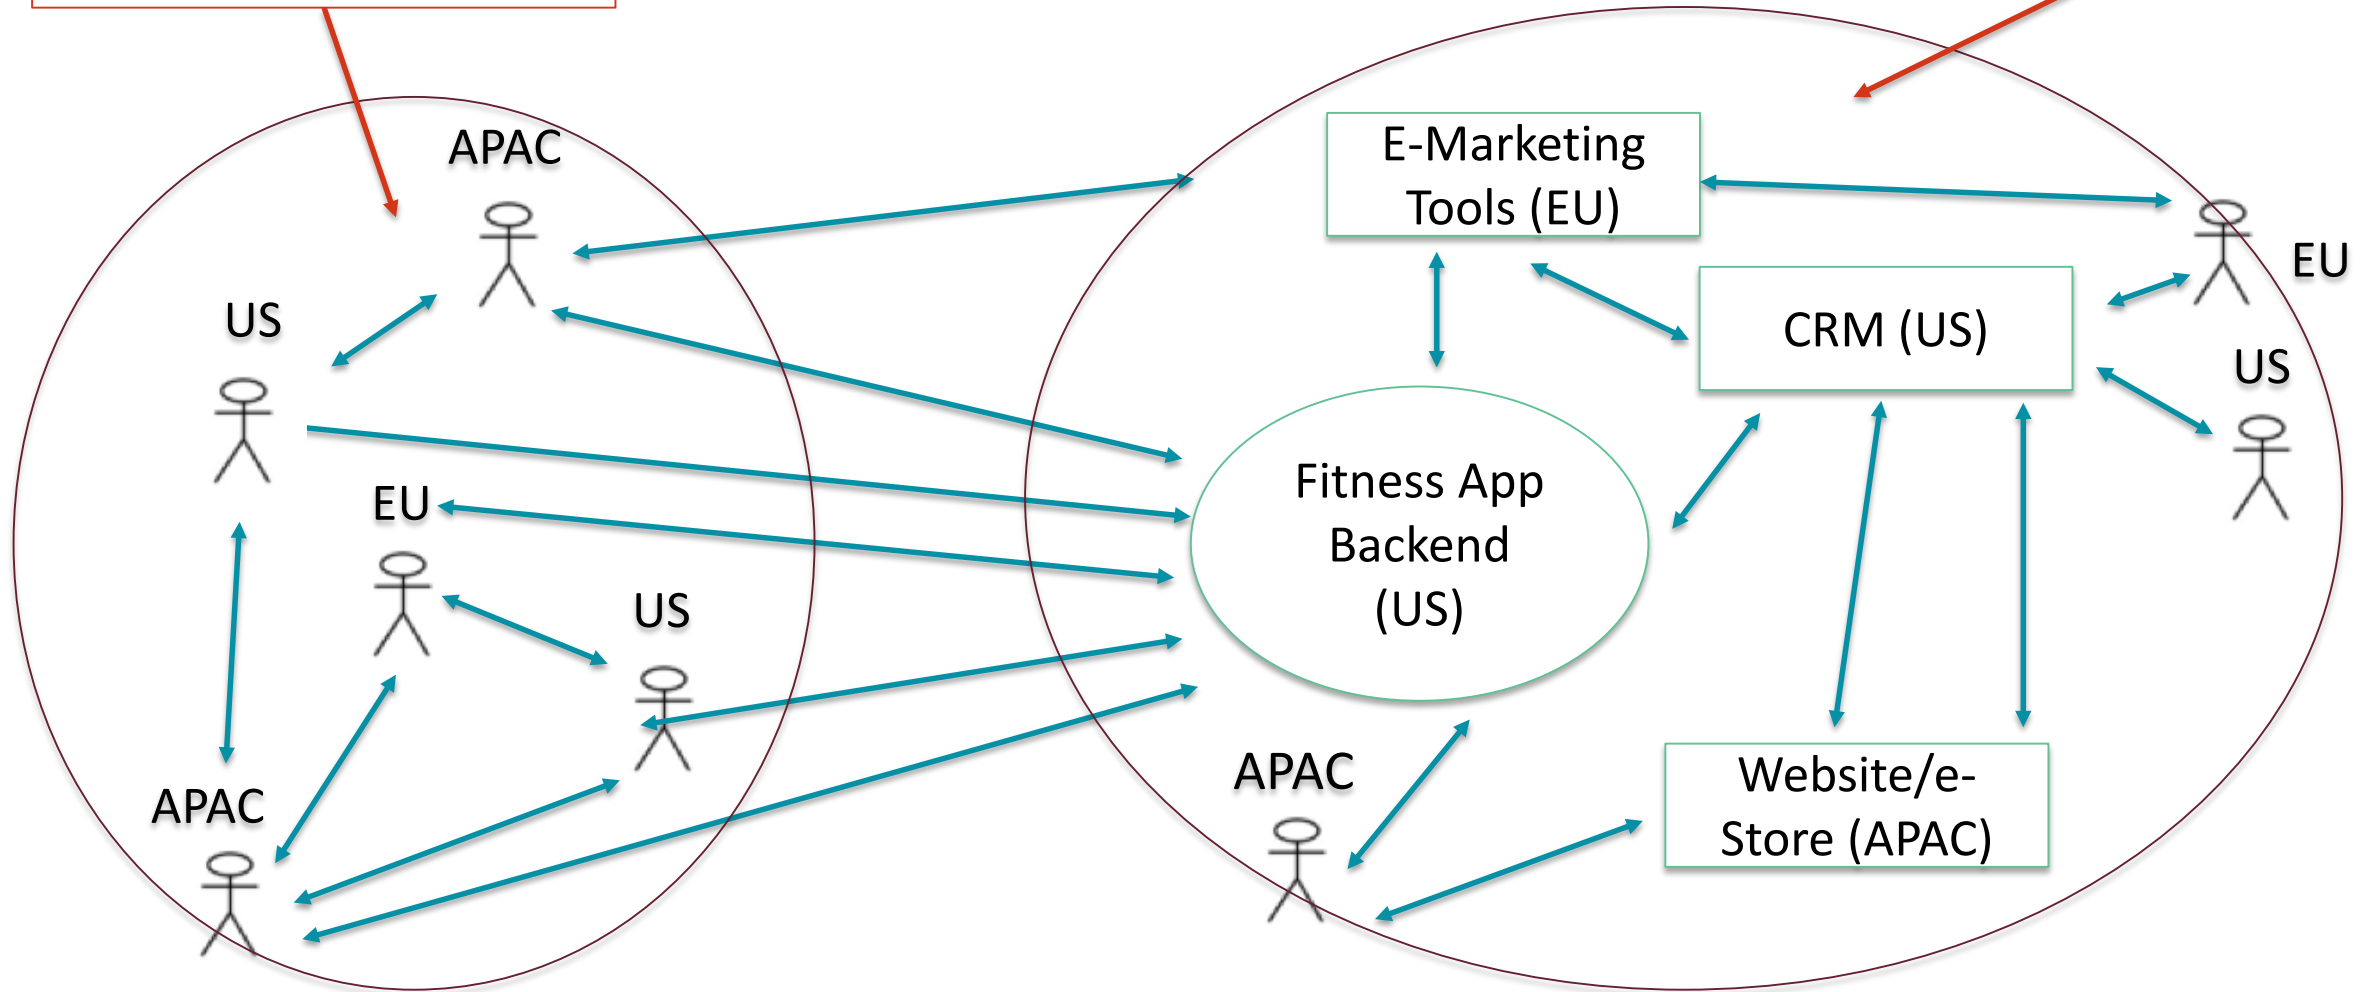 APAC
US
EU
US
APAC
E-Marketing
Tools (EU)
CRM (US)
EU
US
Fitness App
Backend
(US)
APAC
Website/e-
Store (APAC)